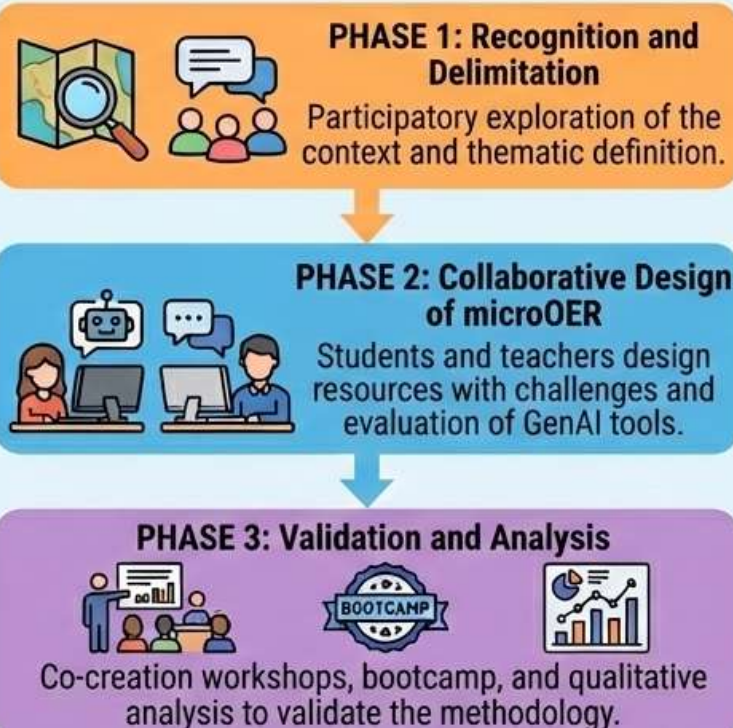 PHASE 1: Recognition and
Delimitation
Participatory exploration of the
context and thematic definition.
PHASE 2: Collaborative Design
of microOER
Students and teachers design
resources with challenges and
evaluation of GenAI tools.
PHASE 3: Validation and Analysis
BOOTCAMP
Co-creation workshops, bootcamp, and qualitative
analysis to validate the methodology.